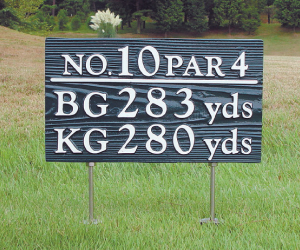 NO. 10 PAR 4
BG 283 yds
KG 280 yds